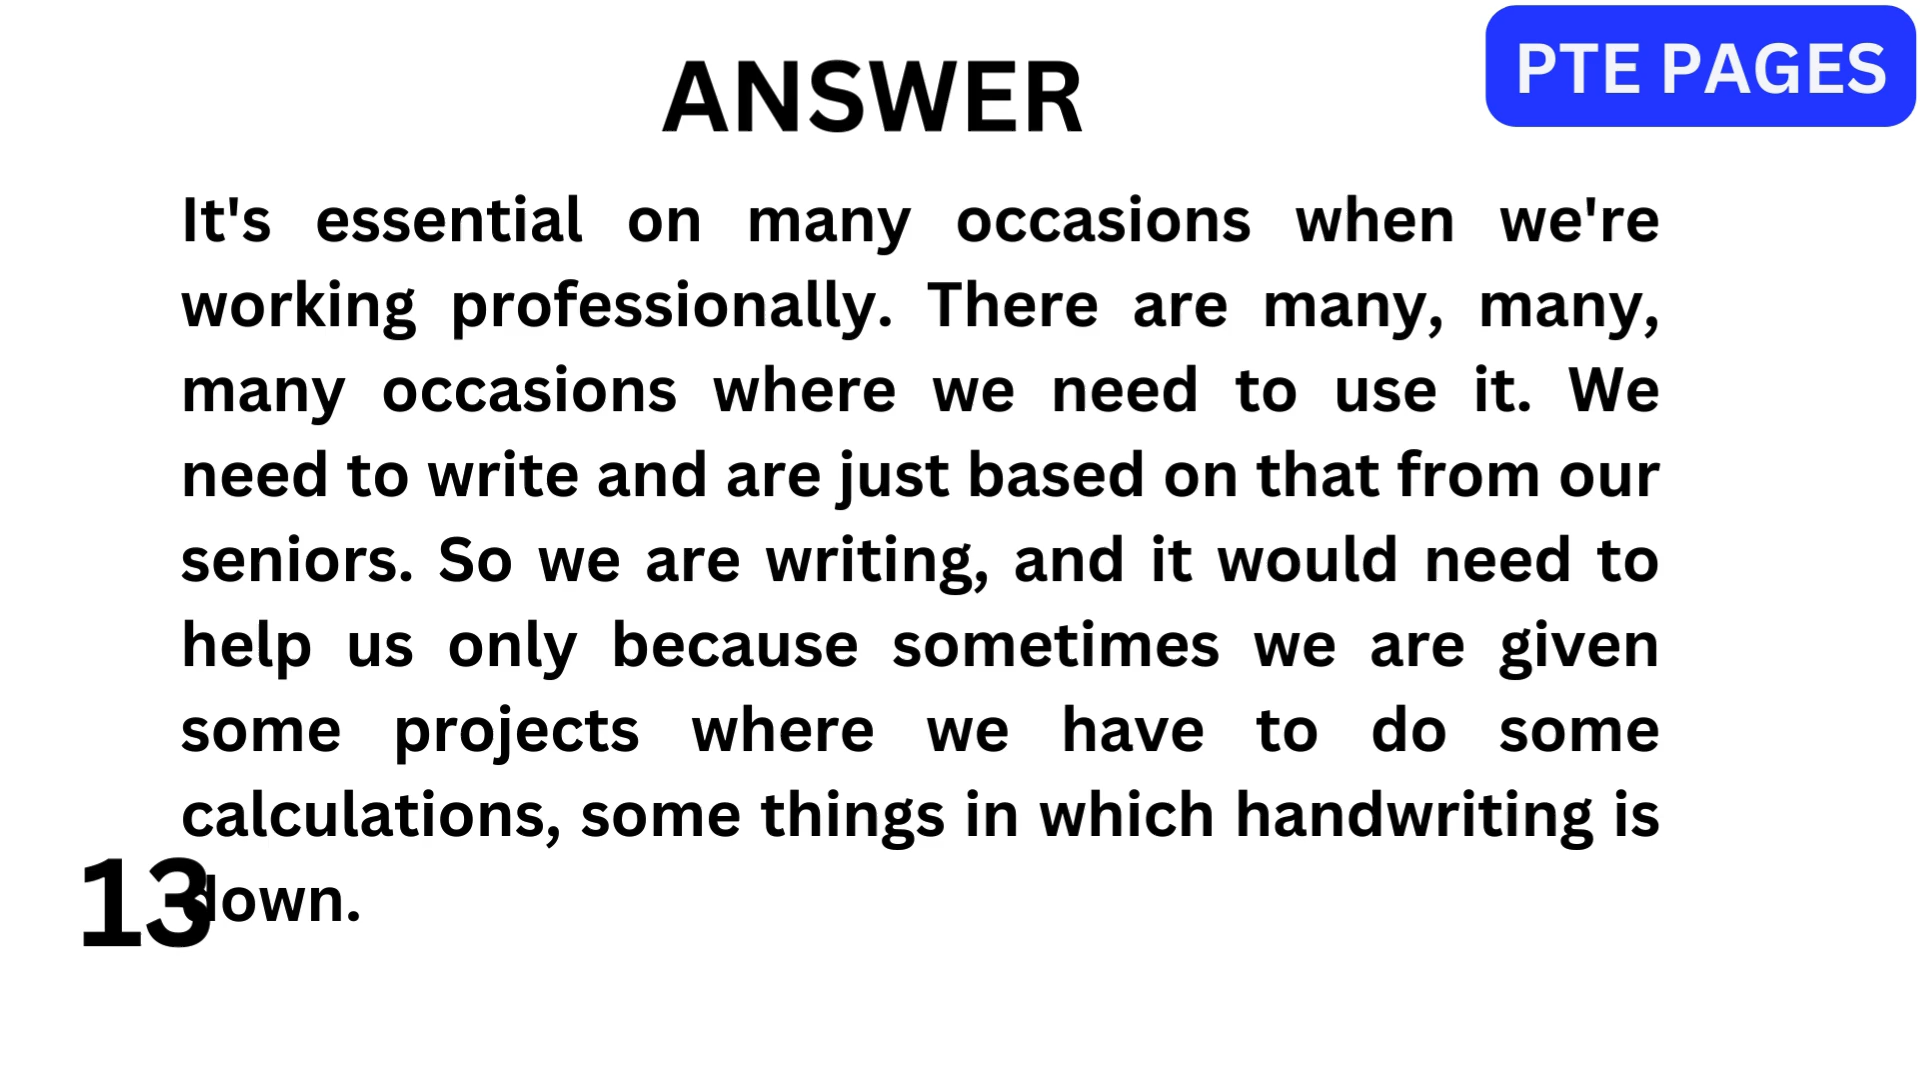 PTE PAGES
ANSWER
It's essential on many occasions when we're
working professionally. There are many, many,
many occasions where we need to use it. We
need to write and are just based on that from our
seniors. So we are writing, and it would need to
help us only because sometimes we are given
some projects where we have to do some
calculations, some things in which handwriting is
down.
13